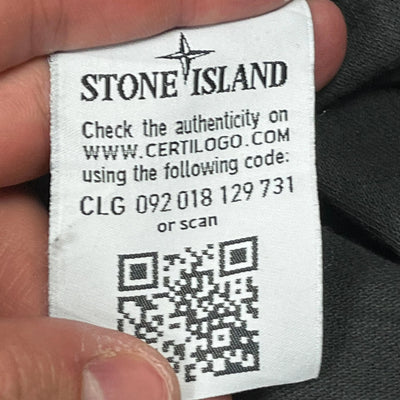 STONE ISLAND
Check the authenticity on
WWW.CERTILOGO.COM
using the following code:
CLG 092 018 129 731
or scan